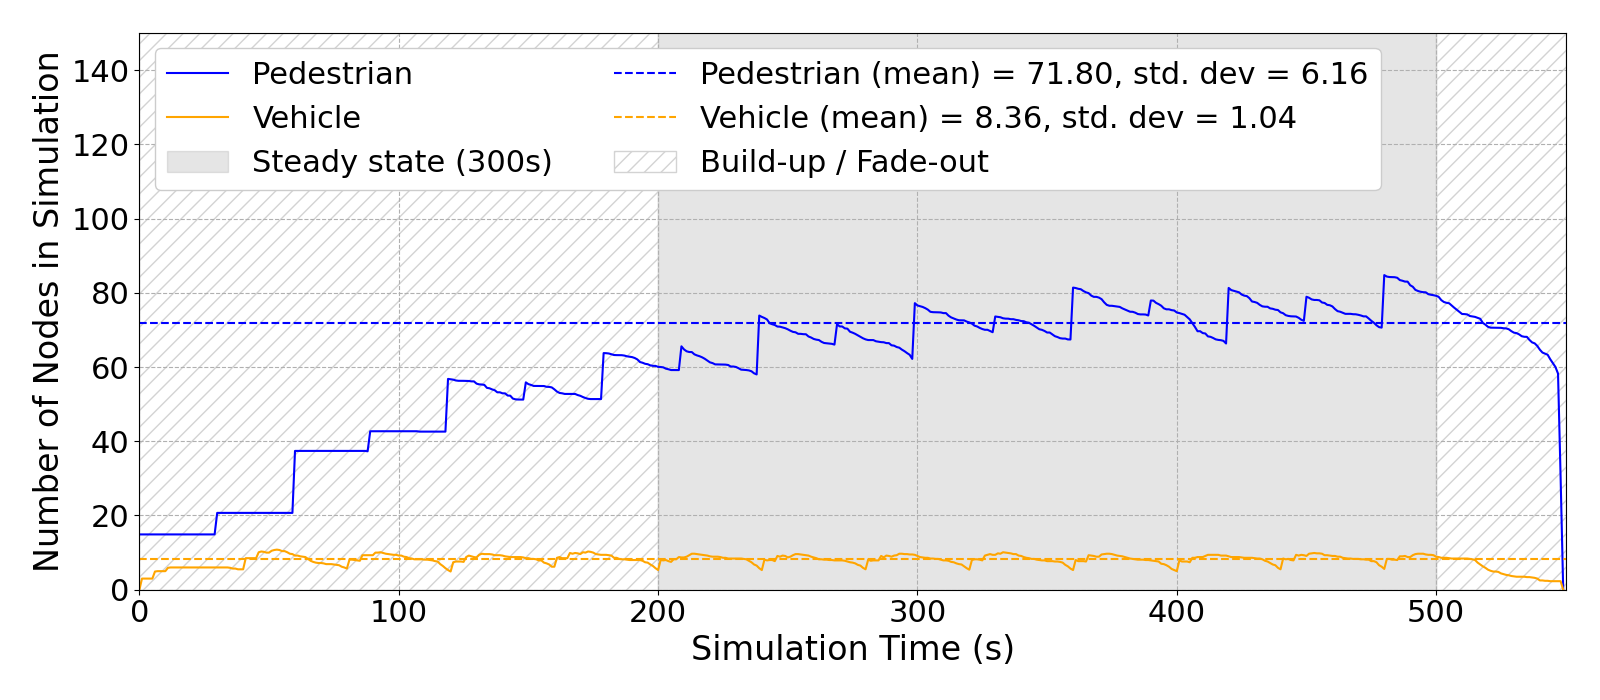 Number of Nodes in Simulation
140
120
100
80
60
40
20
0
Pedestrian
Vehicle
Steady state (300s)
Pedestrian (mean) = 71.80, std. dev = 6.16
Vehicle (mean) = 8.36, std. dev = 1.04
Build-up / Fade-out
0 100 200 300 400 500
Simulation Time (s)